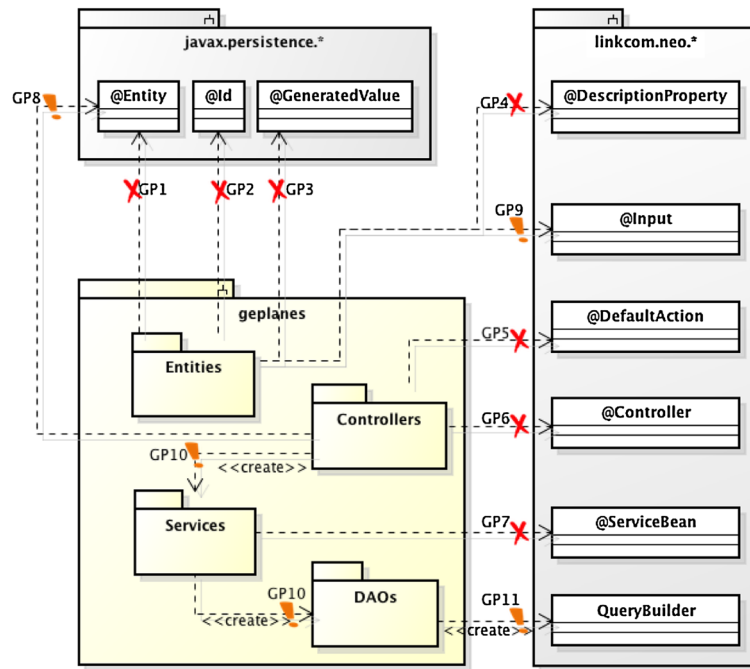 javax.persistence.*
linkcom.neo.*
GP8
@Entity
@Id
@GeneratedValue
GP4
@DescriptionProperty
GP1
GP2
GP3
GP9
@Input
geplanes
GP5
@DefaultAction
Entities
Controllers
GP6
@Controller
GP10
<<create>>
Services
GP7
@ServiceBean
GP10
<<create>>
DAOs
GP11
<<create>>
QueryBuilder